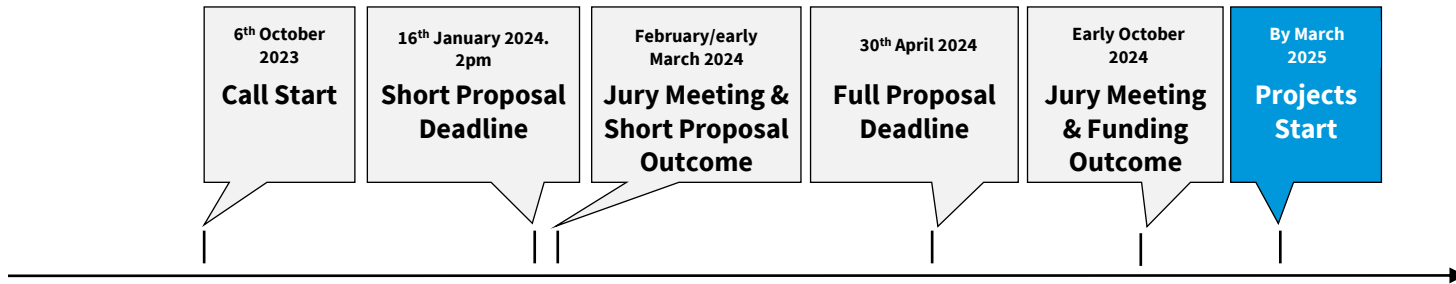 6th October
2023
Call Start
16th January 2024.
2pm
Short Proposal
Deadline
February/early
March 2024
Jury Meeting &
Short Proposal
Outcome
30th April 2024
Full Proposal
Deadline
Early October
2024
Jury Meeting
& Funding
Outcome
By March
2025
Projects
Start